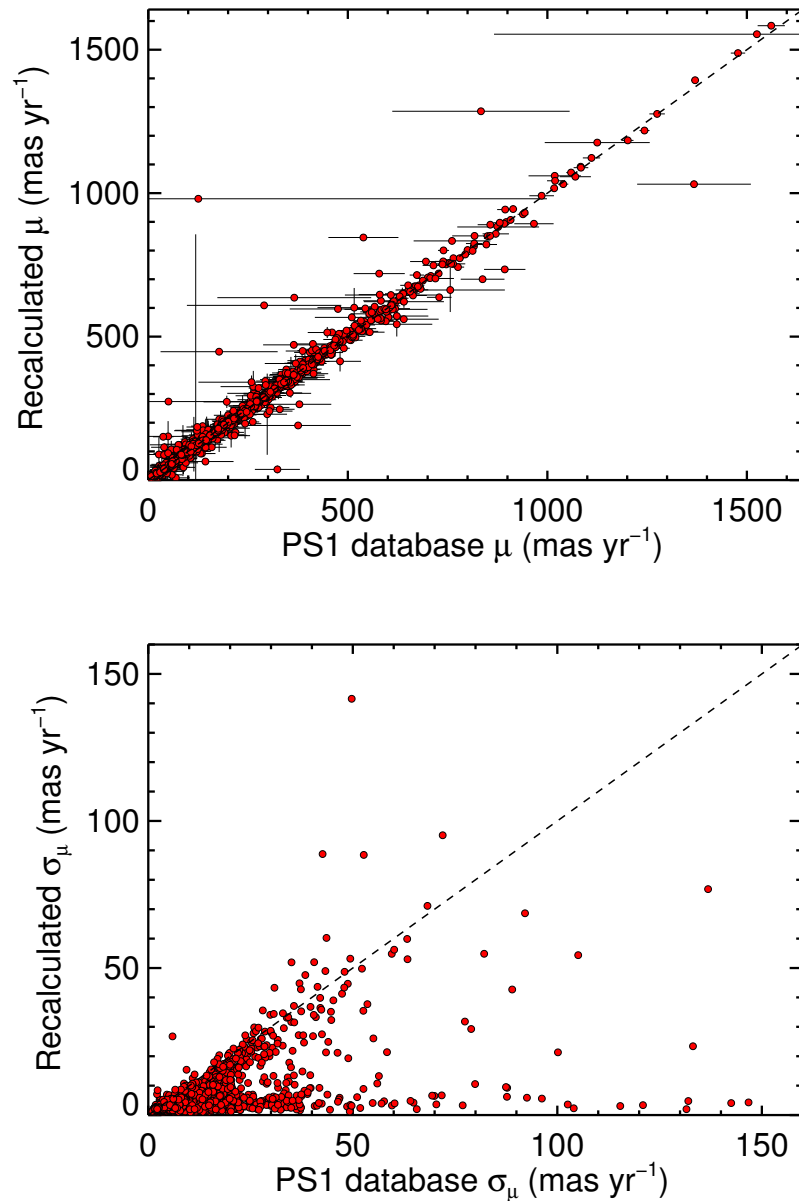 1500
1000
500
0
Recalculated μ (mas yr⁻¹)
0 500 1000 1500
PS1 database μ (mas yr⁻¹)
150
100
50
0
Recalculated σμ (mas yr⁻¹)
0 50 100 150
PS1 database σμ (mas yr⁻¹)